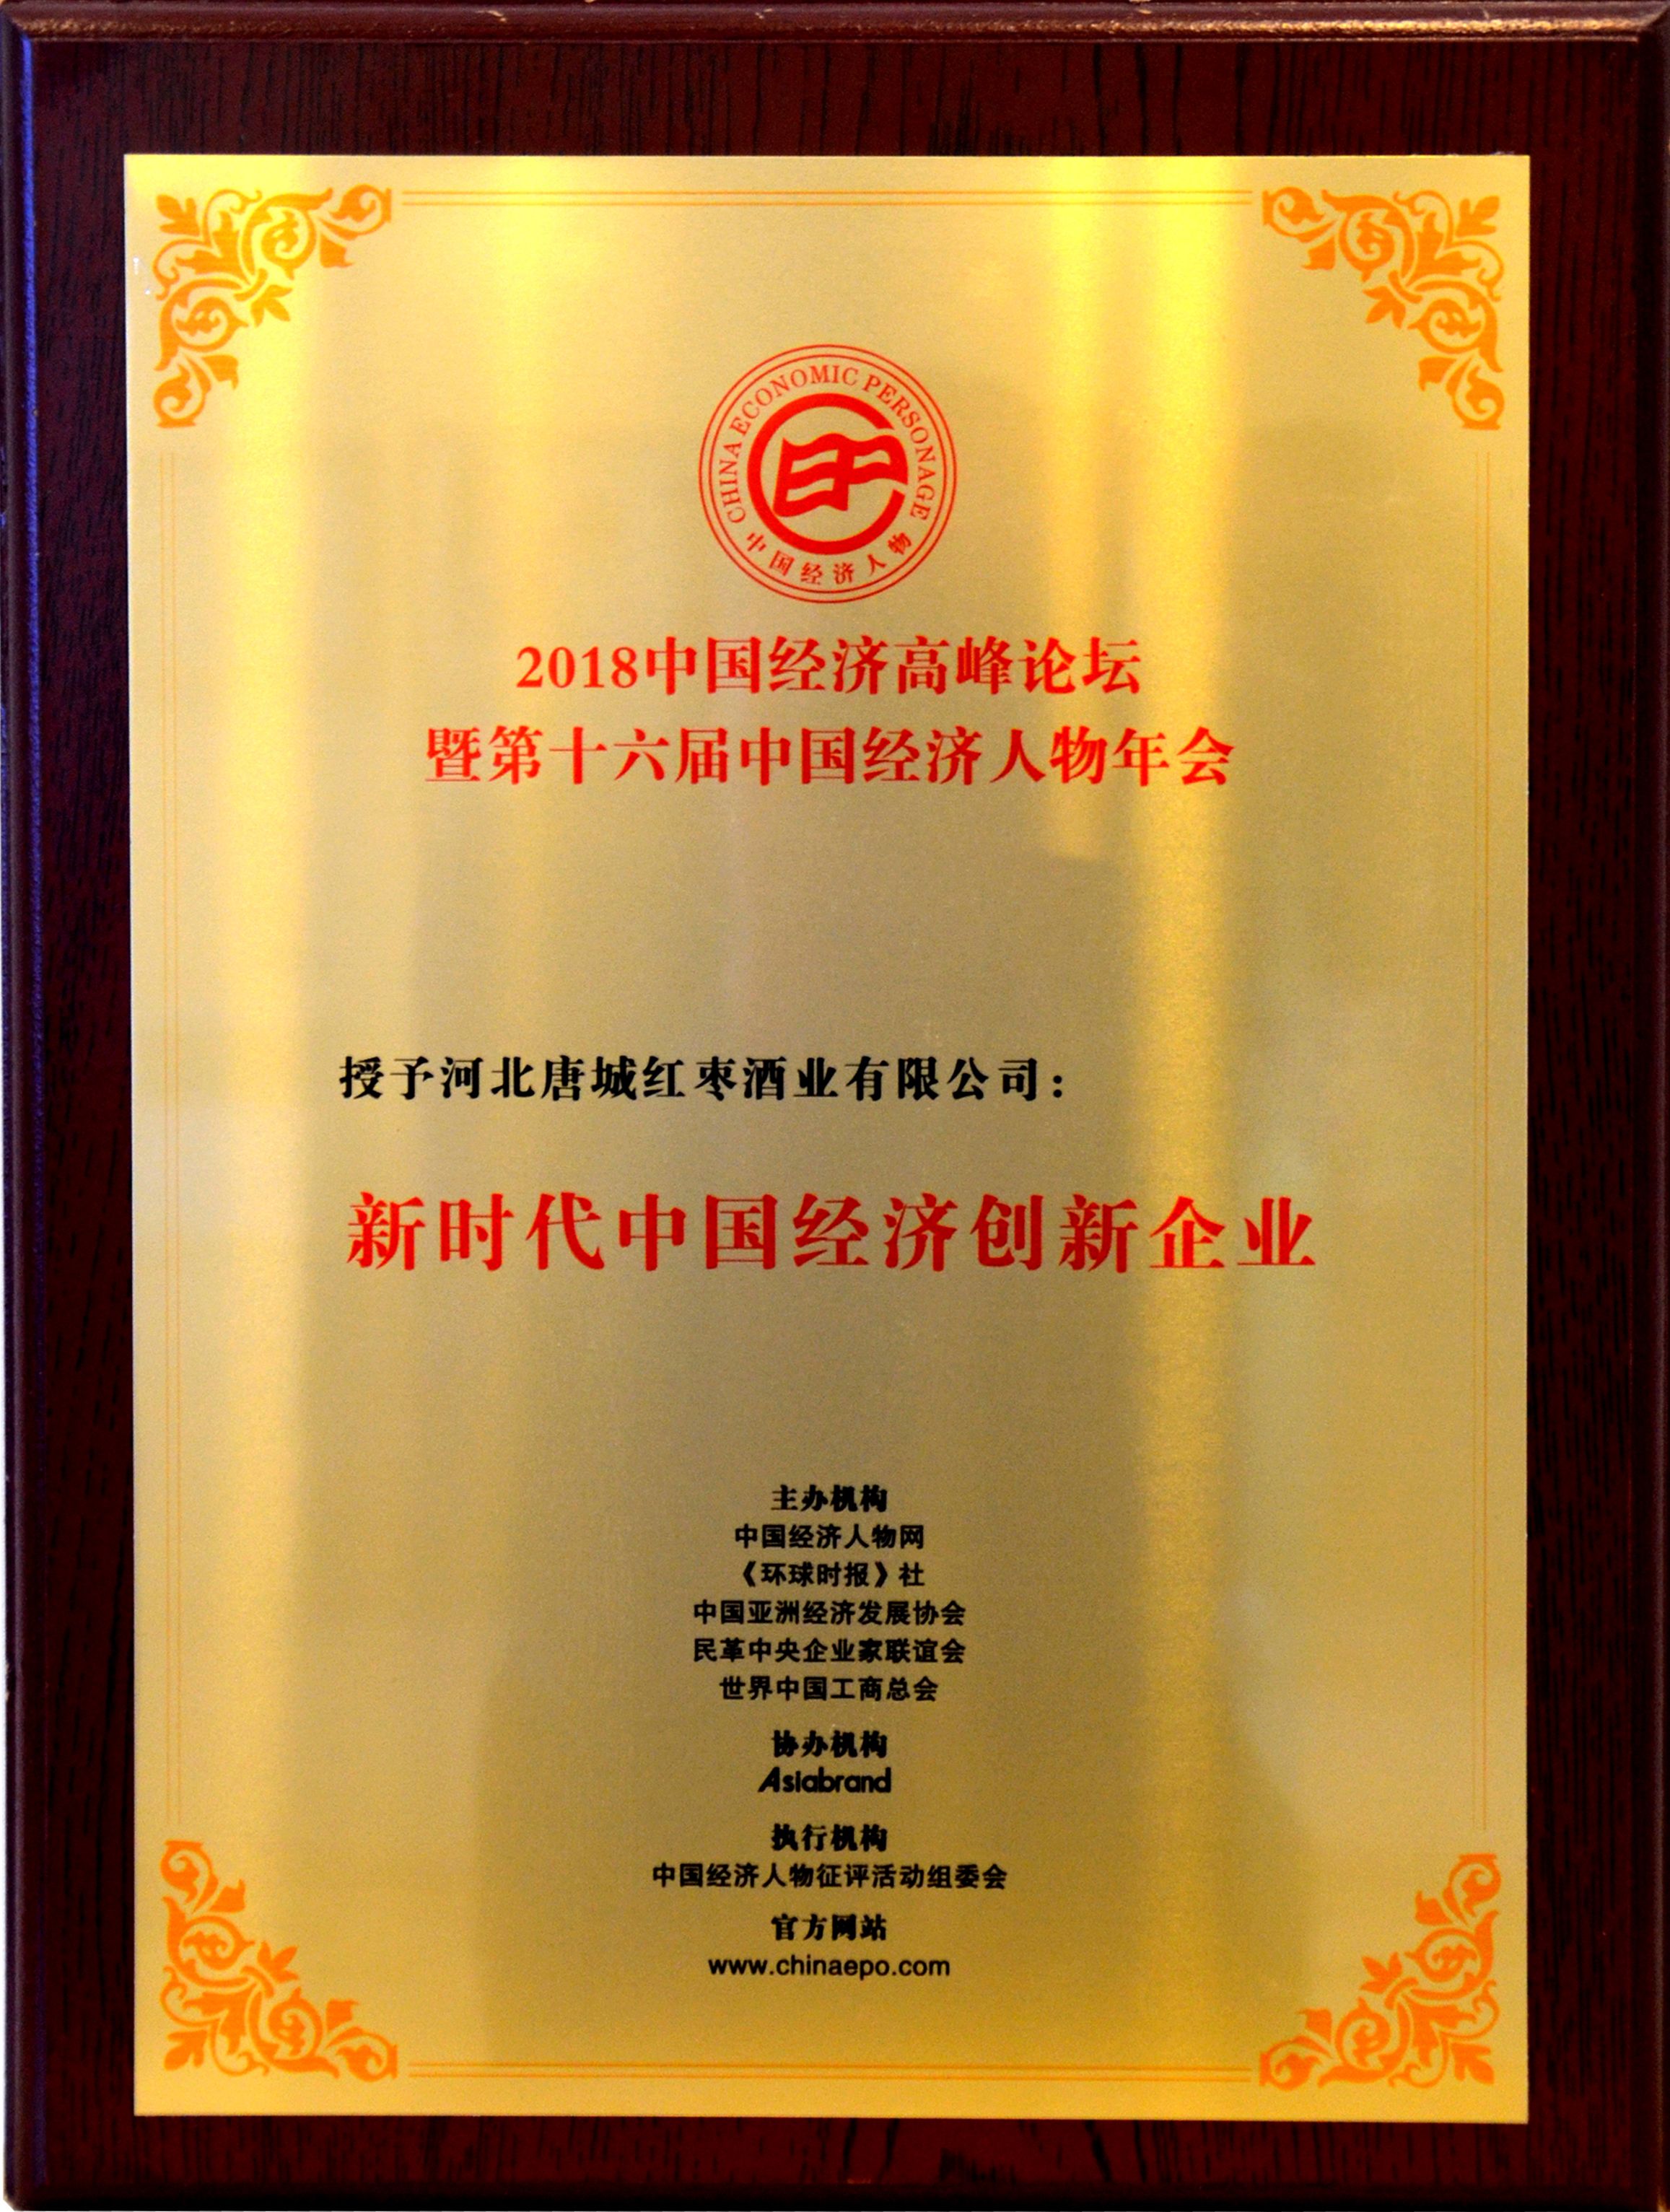 CHINA ECONOMIC PERSONAGE
中国经济人物
2018中国经济高峰论坛
暨第十六届中国经济人物年会
授予河北唐城红枣酒业有限公司：
新时代中国经济创新企业
主办机构
中国经济人物网
《环球时报》社
中国亚洲经济发展协会
民革中央企业家联谊会
世界中国工商总会
协办机构
Asiabrand
执行机构
中国经济人物征评活动组委会
官方网站
www.chinaepo.com